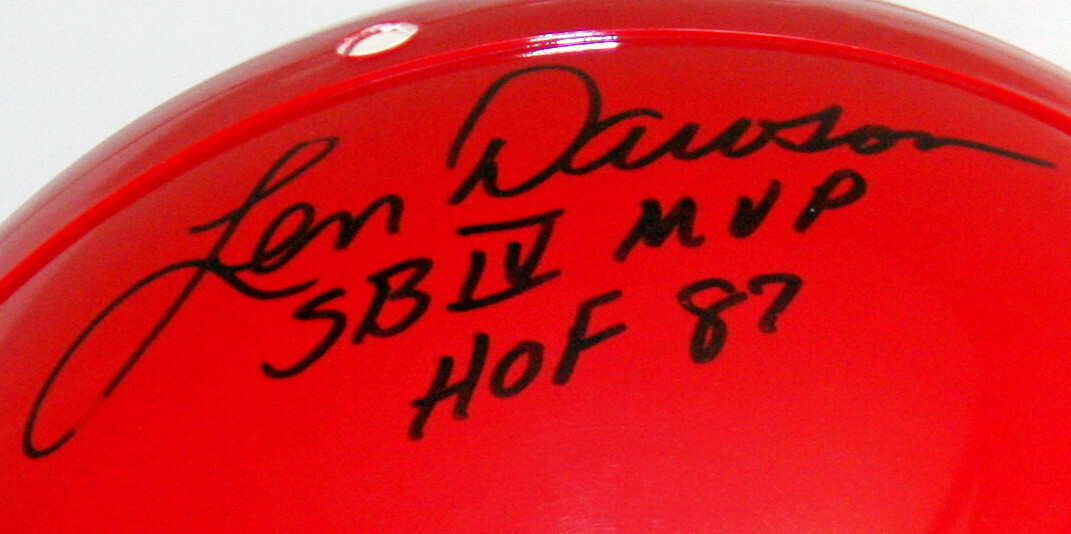 Len Dawson
SB IV MVP
HOF 87